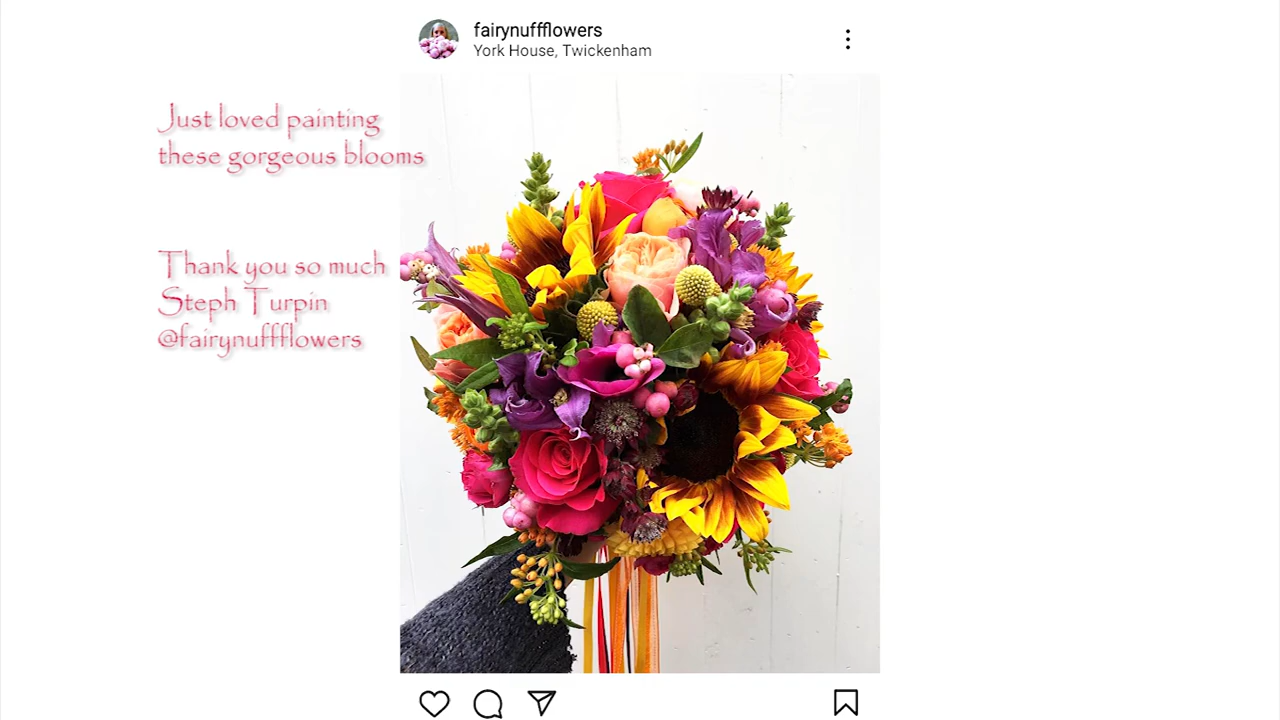 fairynuffflowers
York House, Twickenham
Just loved painting
these gorgeous blooms
Thank you so much
Steph Turpin
@fairynuffflowers